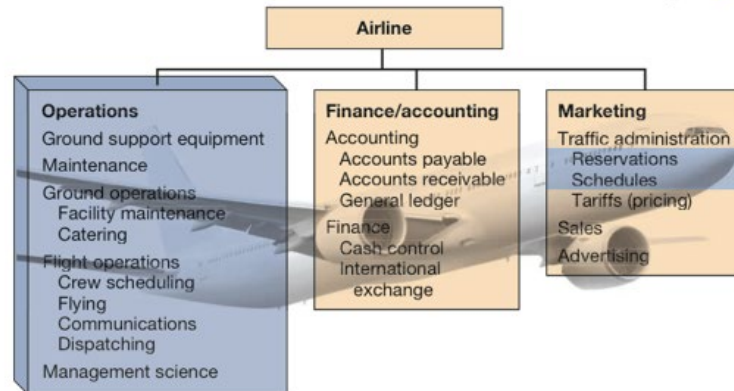 Airline
Operations
Ground support equipment
Maintenance
Ground operations
Facility maintenance
Catering
Flight operations
Crew scheduling
Flying
Communications
Dispatching
Management science
Finance/accounting
Accounting
Accounts payable
Accounts receivable
General ledger
Finance
Cash control
International
exchange
Marketing
Traffic administration
Reservations
Schedules
Tariffs (pricing)
Sales
Advertising